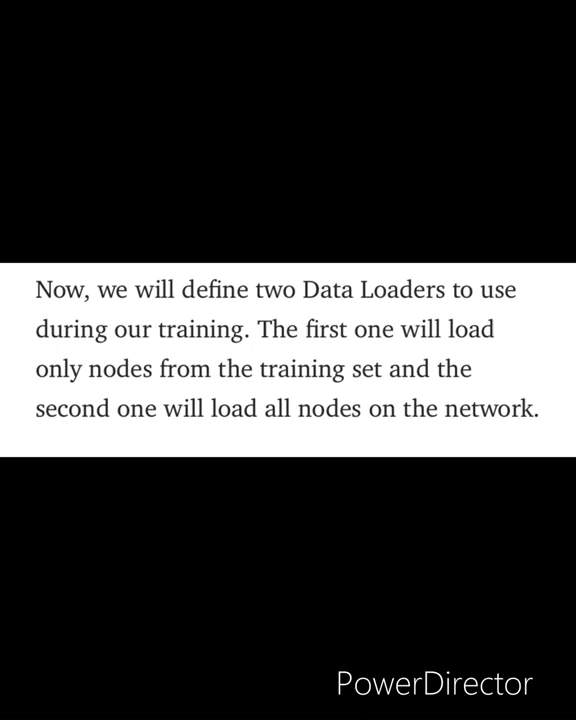 Now, we will define two Data Loaders to use
during our training. The first one will load
only nodes from the training set and the
second one will load all nodes on the network.
PowerDirector